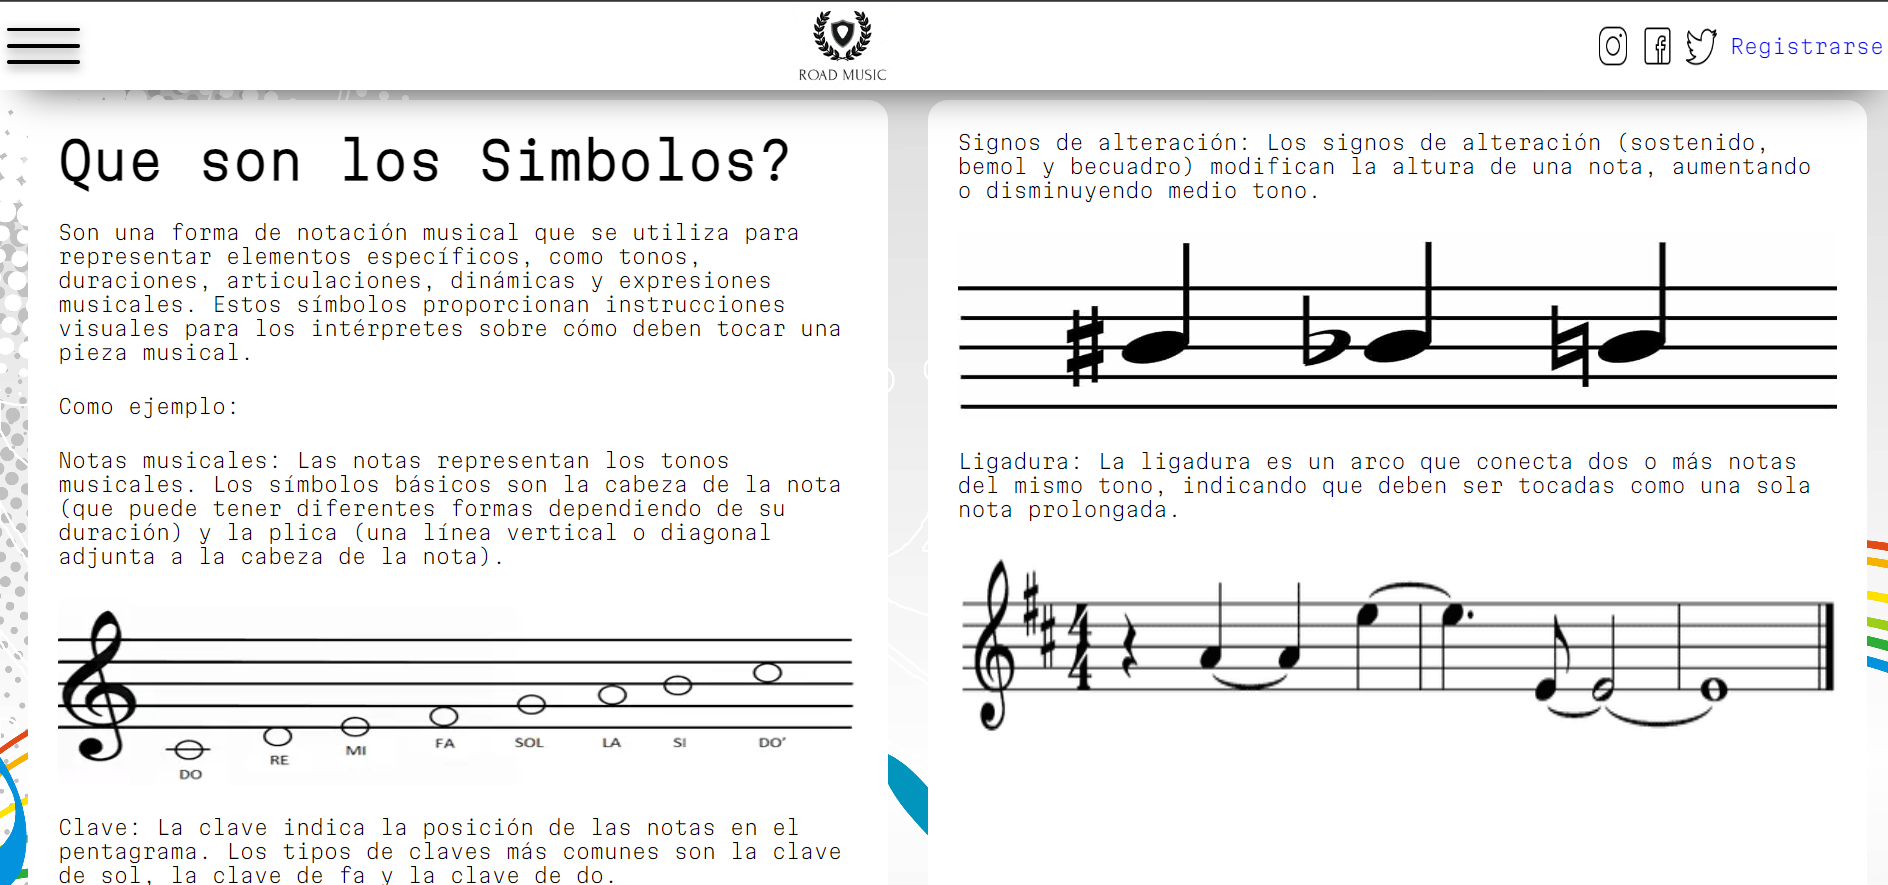 ROAD MUSIC
Registrarse
Que son los Simbolos?
Son una forma de notación musical que se utiliza para
representar elementos específicos, como tonos,
duraciones, articulaciones, dinámicas y expresiones
musicales. Estos símbolos proporcionan instrucciones
visuales para los intérpretes sobre cómo deben tocar una
pieza musical.
Como ejemplo:
Notas musicales: Las notas representan los tonos
musicales. Los símbolos básicos son la cabeza de la nota
(que puede tener diferentes formas dependiendo de su
duración) y la plica (una línea vertical o diagonal
adjunta a la cabeza de la nota).
DO RE MI FA SOL LA SI DO'
Clave: La clave indica la posición de las notas en el
pentagrama. Los tipos de claves más comunes son la clave
de sol, la clave de fa y la clave de do.
Signos de alteración: Los signos de alteración (sostenido,
bemol y becuadro) modifican la altura de una nota, aumentando
o disminuyendo medio tono.
Ligadura: La ligadura es un arco que conecta dos o más notas
del mismo tono, indicando que deben ser tocadas como una sola
nota prolongada.
4
4